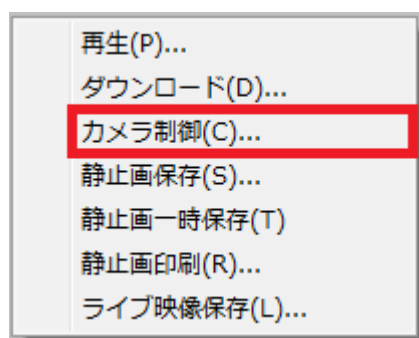 再生(P)...
ダウンロード(D)...
カメラ制御(C)...
静止画保存(S)...
静止画一時保存(T)
静止画印刷(R)...
ライブ映像保存(L)...